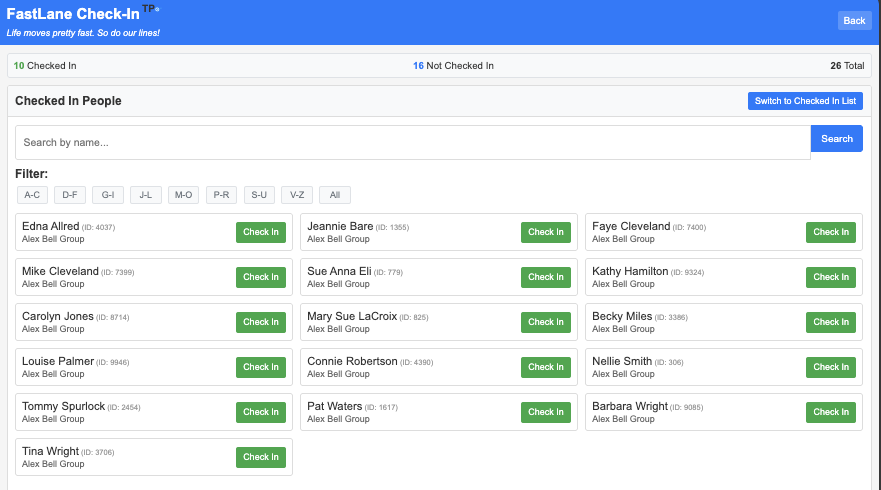 FastLane Check-In TP®
Back
Life moves pretty fast. So do our lines!
10 Checked In
16 Not Checked In
26 Total
Checked In People
Switch to Checked In List
Search by name...
Search
Filter:
A-C D-F G-I J-L M-O P-R S-U V-Z All
Edna Allred (ID: 4037)
Alex Bell Group
Check In
Jeannie Bare (ID: 1355)
Alex Bell Group
Check In
Faye Cleveland (ID: 7400)
Alex Bell Group
Check In
Mike Cleveland (ID: 7399)
Alex Bell Group
Check In
Sue Anna Eli (ID: 779)
Alex Bell Group
Check In
Kathy Hamilton (ID: 9324)
Alex Bell Group
Check In
Carolyn Jones (ID: 8714)
Alex Bell Group
Check In
Mary Sue LaCroix (ID: 825)
Alex Bell Group
Check In
Becky Miles (ID: 3386)
Alex Bell Group
Check In
Louise Palmer (ID: 9946)
Alex Bell Group
Check In
Connie Robertson (ID: 4390)
Alex Bell Group
Check In
Nellie Smith (ID: 306)
Alex Bell Group
Check In
Tommy Spurlock (ID: 2454)
Alex Bell Group
Check In
Pat Waters (ID: 1617)
Alex Bell Group
Check In
Barbara Wright (ID: 9085)
Alex Bell Group
Check In
Tina Wright (ID: 3706)
Alex Bell Group
Check In